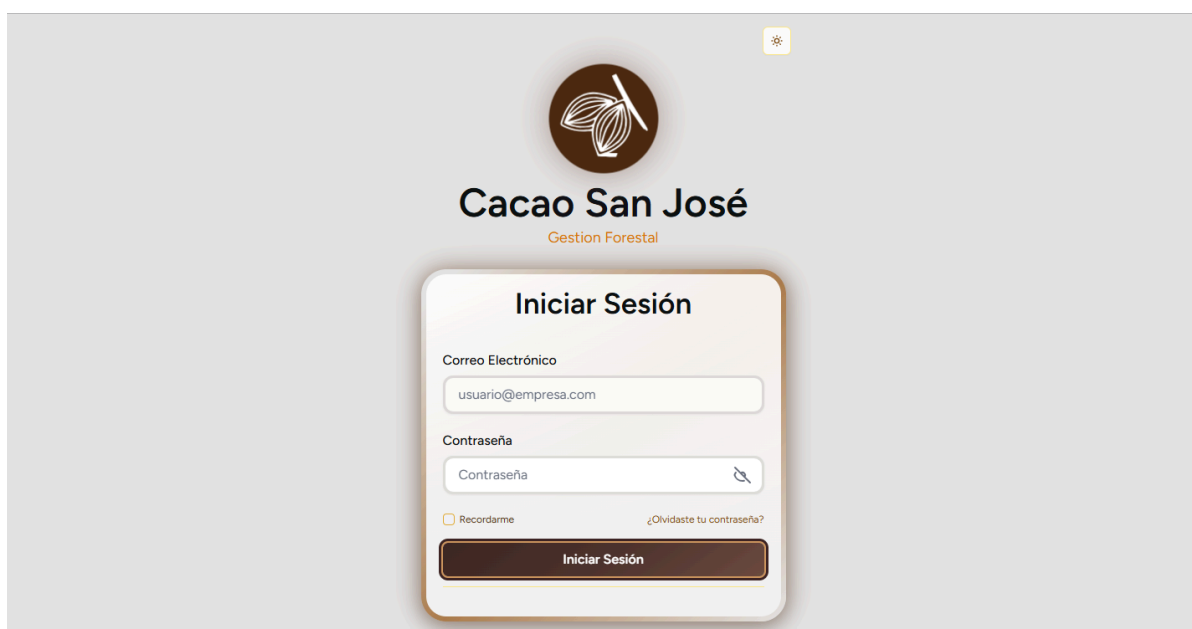 Cacao San José
Gestion Forestal
Iniciar Sesión
Correo Electrónico
usuario@empresa.com
Contraseña
Contraseña
Recordarme ¿Olvidaste tu contraseña?
Iniciar Sesión